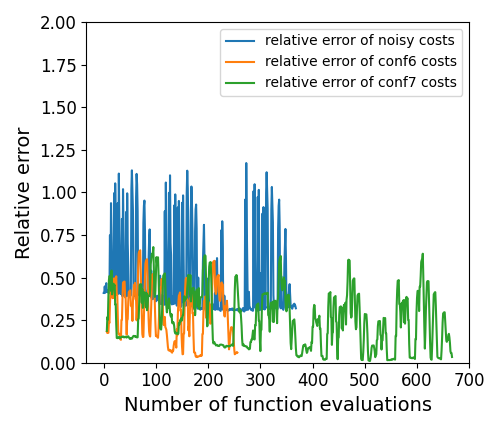 relative error of noisy costs
relative error of conf6 costs
relative error of conf7 costs
Relative error
2.00
1.75
1.50
1.25
1.00
0.75
0.50
0.25
0.00
0 100 200 300 400 500 600 700
Number of function evaluations